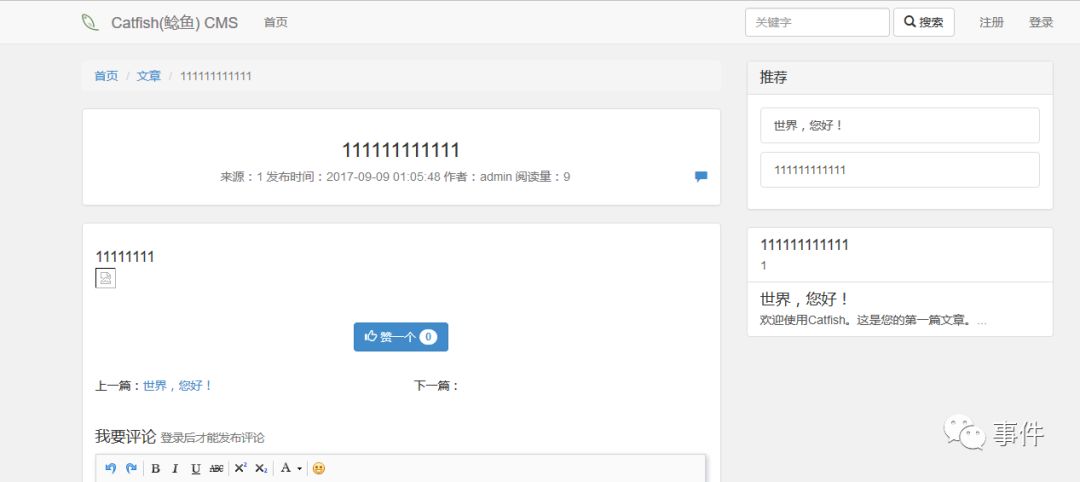 Catfish(鲶鱼) CMS 首页 关键字 搜索 注册 登录
首页 / 文章 / 111111111111
111111111111
来源：1 发布时间：2017-09-09 01:05:48 作者：admin 阅读量：9
11111111
赞一个 0
上一篇：世界，您好！ 下一篇：
我要评论 登录后才能发布评论
B I U ABC X² X₂ A
推荐
世界，您好！
111111111111
111111111111
1
世界，您好！
欢迎使用Catfish。这是您的第一篇文章。...
事件